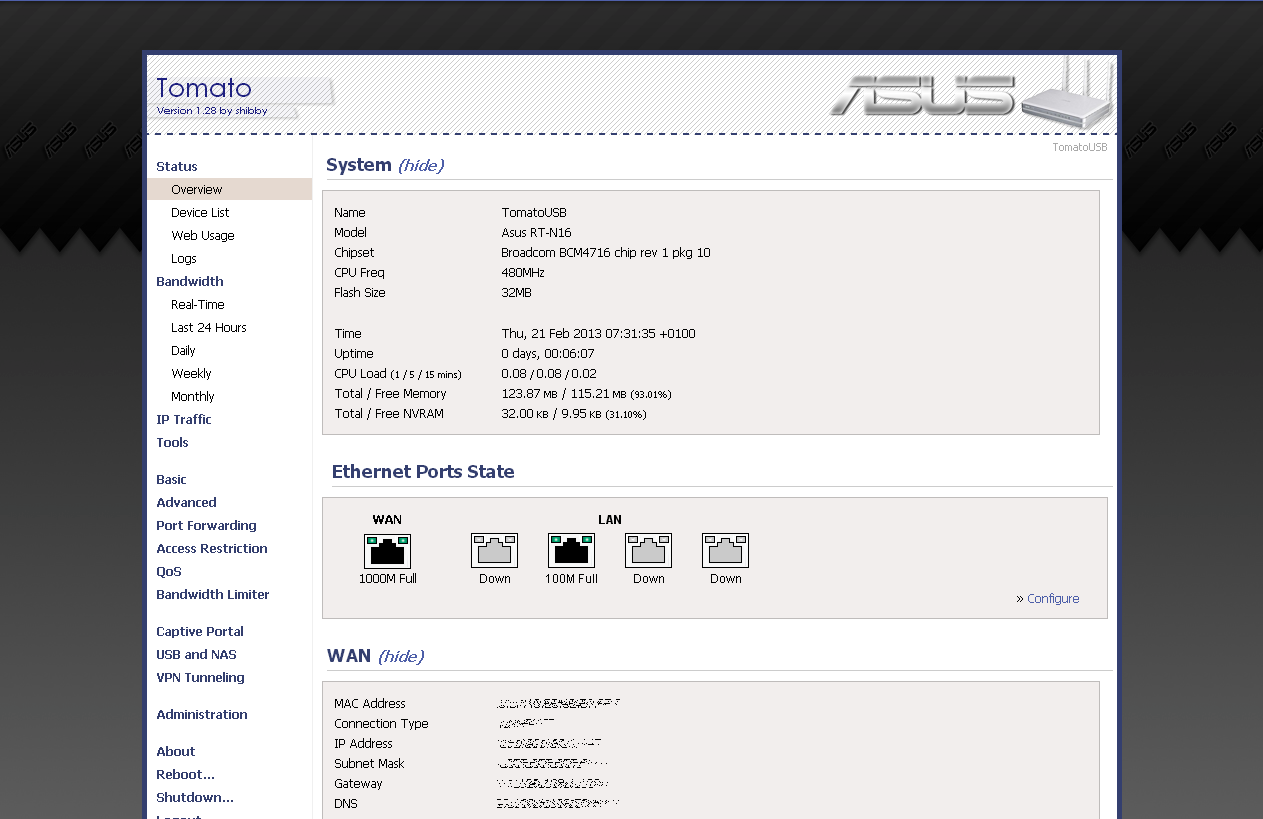 Tomato
Version 1.28 by shibby
ASUS
TomatoUSB
Status
Overview
Device List
Web Usage
Logs
Bandwidth
Real-Time
Last 24 Hours
Daily
Weekly
Monthly
IP Traffic
Tools
Basic
Advanced
Port Forwarding
Access Restriction
QoS
Bandwidth Limiter
Captive Portal
USB and NAS
VPN Tunneling
Administration
About
Reboot...
Shutdown...
System (hide)
Name TomatoUSB
Model Asus RT-N16
Chipset Broadcom BCM4716 chip rev 1 pkg 10
CPU Freq 480MHz
Flash Size 32MB
Time Thu, 21 Feb 2013 07:31:35 +0100
Uptime 0 days, 00:06:07
CPU Load (1 / 5 / 15 mins) 0.08 / 0.08 / 0.02
Total / Free Memory 123.87 MB / 115.21 MB (93.01%)
Total / Free NVRAM 32.00 KB / 9.95 KB (31.10%)
Ethernet Ports State
WAN LAN
1000M Full Down 100M Full Down Down
» Configure
WAN (hide)
MAC Address
Connection Type
IP Address
Subnet Mask
Gateway
DNS